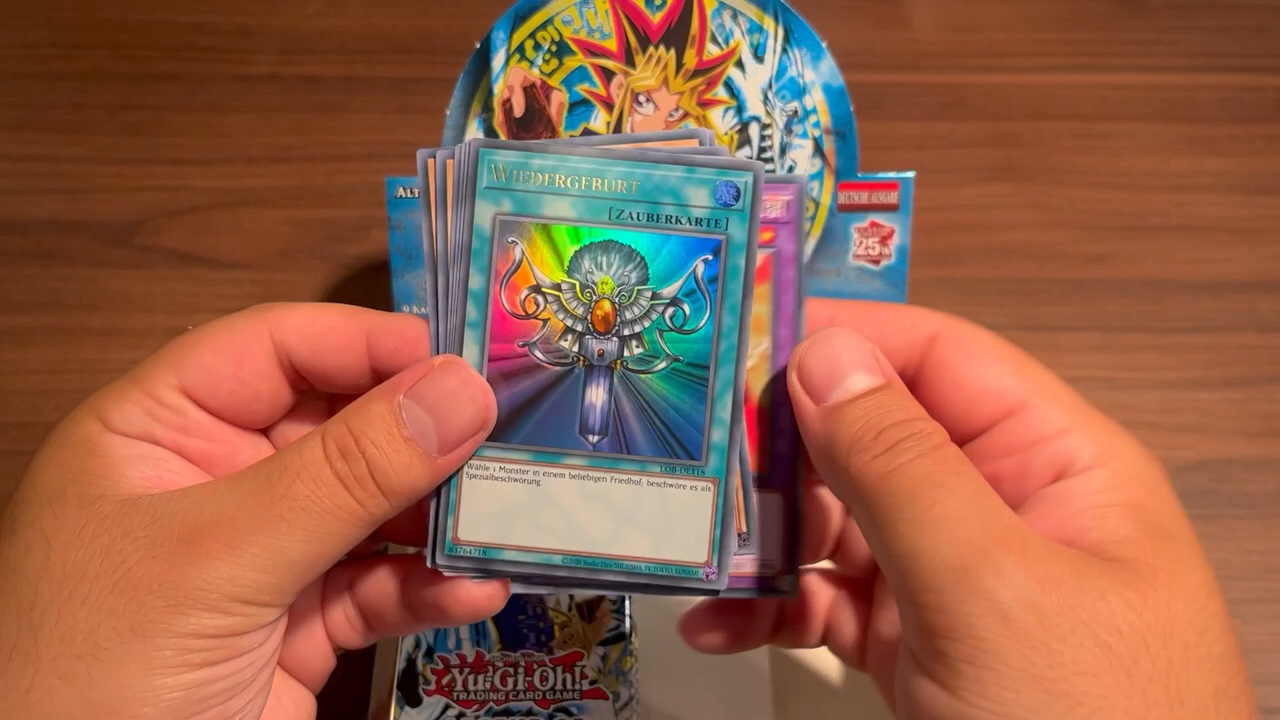 WIEDERGEBURT
[ZAUBERKARTE]
ALT
DEUTSCHE AUSGABE
25
LOB-DE118
Wähle 1 Monster in einem beliebigen Friedhof; beschwöre es als
Spezialbeschwörung.
83764718
©2020 Studio Dice/SHUEISHA, TV TOKYO, KONAMI
Yu-Gi-Oh!
TRADING CARD GAME